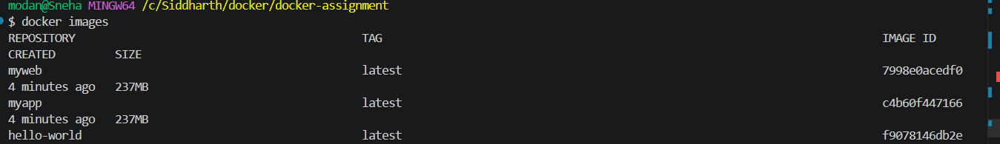 modan@Sneha MINGW64 /c/Siddharth/docker/docker-assignment
$ docker images
REPOSITORY TAG IMAGE ID
CREATED SIZE
myweb latest 7998e0acedf0
4 minutes ago 237MB
myapp latest c4b60f447166
4 minutes ago 237MB
hello-world latest f9078146db2e